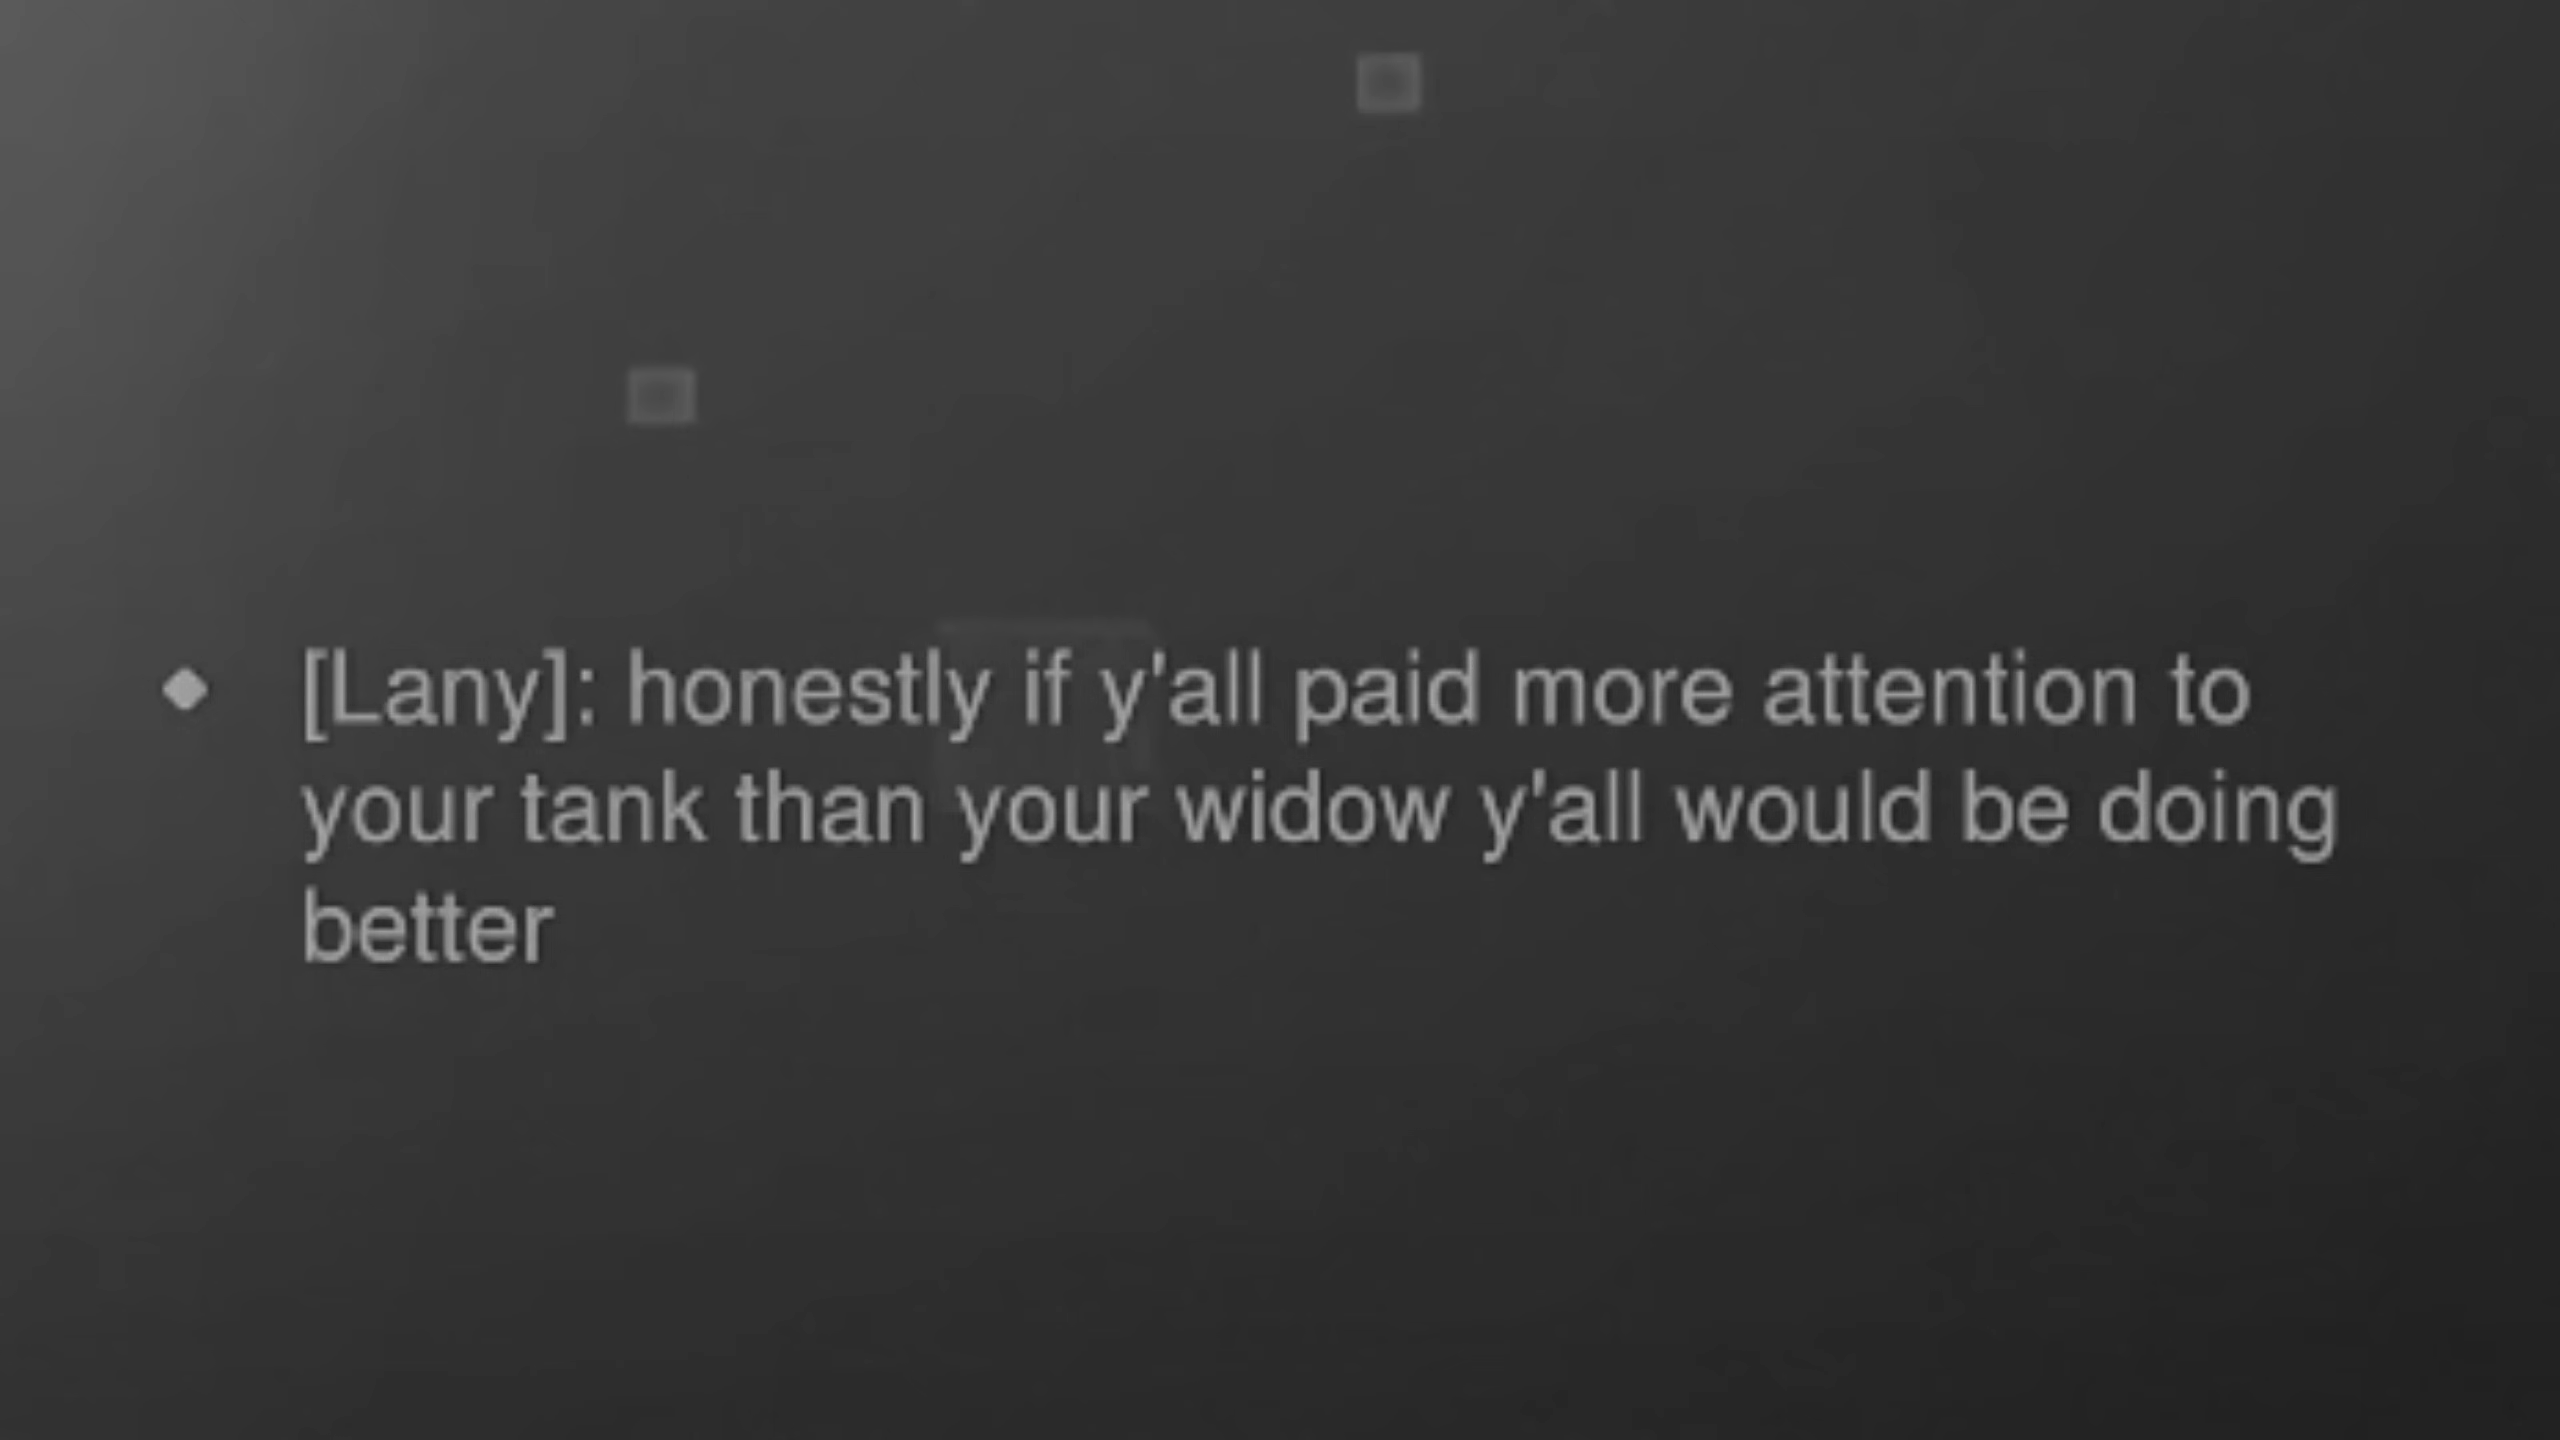 [Lany]: honestly if y'all paid more attention to
your tank than your widow y'all would be doing
better